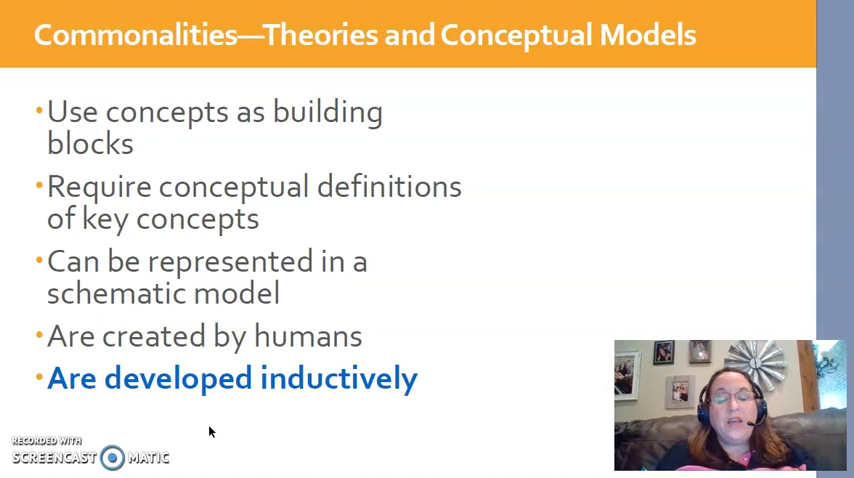 Commonalities—Theories and Conceptual Models
•Use concepts as building
blocks
•Require conceptual definitions
of key concepts
•Can be represented in a
schematic model
•Are created by humans
•Are developed inductively
RECORDED WITH
SCREENCAST MATIC